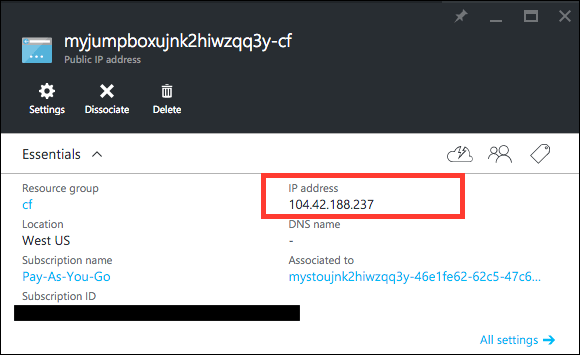 myjumpboxujnk2hiwzqq3y-cf
Public IP address
Settings
Dissociate
Delete
Essentials
Resource group
cf
IP address
104.42.188.237
Location
West US
DNS name
-
Subscription name
Pay-As-You-Go
Associated to
mystoujnk2hiwzqq3y-46e1fe62-62c5-47c6...
Subscription ID
All settings